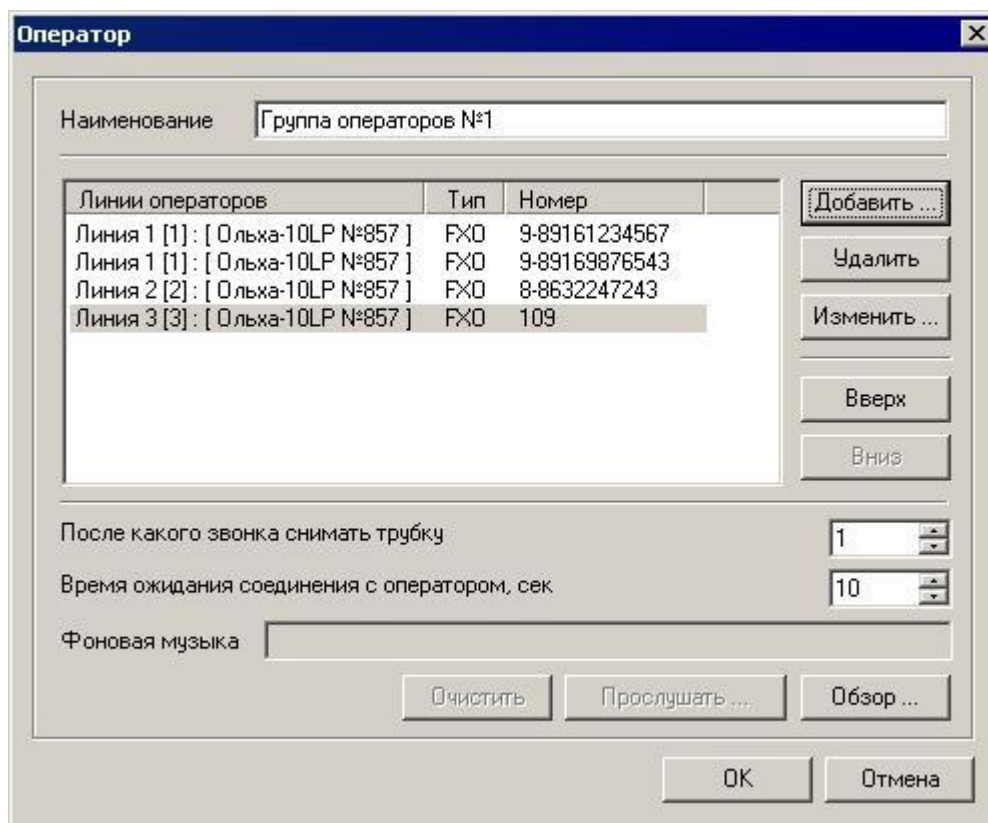 Оператор
Наименование Группа операторов №1
Линии операторов Тип Номер
Линия 1 [1] : [ Ольха-10LP №857 ] FXO 9-89161234567
Линия 1 [1] : [ Ольха-10LP №857 ] FXO 9-89169876543
Линия 2 [2] : [ Ольха-10LP №857 ] FXO 8-8632247243
Линия 3 [3] : [ Ольха-10LP №857 ] FXO 109
Добавить ...
Удалить
Изменить ...
Вверх
Вниз
После какого звонка снимать трубку 1
Время ожидания соединения с оператором, сек 10
Фоновая музыка
Очистить Прослушать ... Обзор ...
OK Отмена